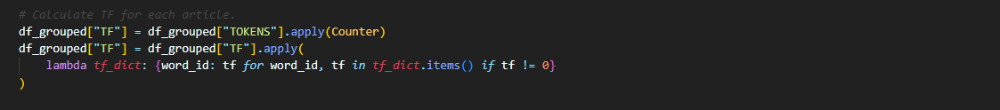 # Calculate TF for each article.
df_grouped["TF"] = df_grouped["TOKENS"].apply(Counter)
df_grouped["TF"] = df_grouped["TF"].apply(
    lambda tf_dict: {word_id: tf for word_id, tf in tf_dict.items() if tf != 0}
)